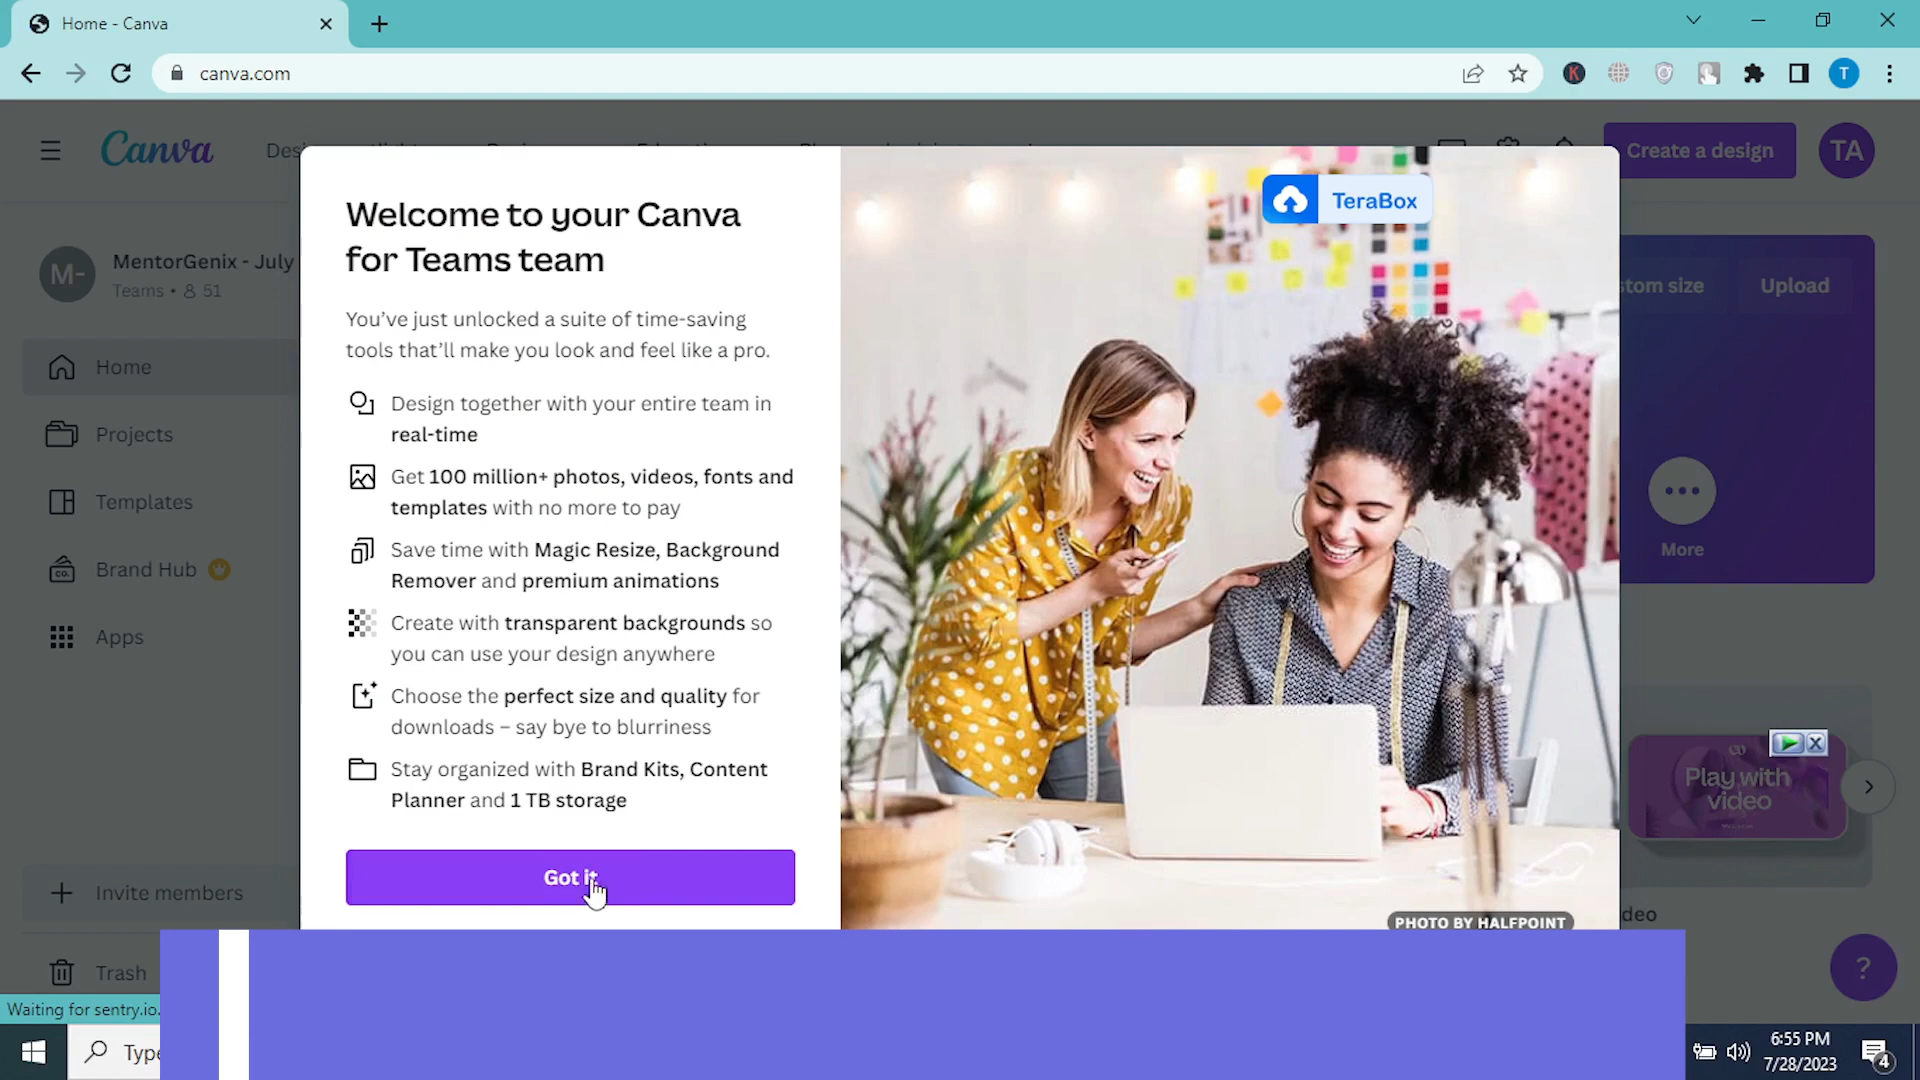 Home - Canva
canva.com
T
Canva
Create a design
TA
Welcome to your Canva
for Teams team
TeraBox
M-
MentorGenix - July
Teams • 51
You've just unlocked a suite of time-saving
tools that'll make you look and feel like a pro.
Design together with your entire team in
real-time
Get 100 million+ photos, videos, fonts and
templates with no more to pay
Save time with Magic Resize, Background
Remover and premium animations
Create with transparent backgrounds so
you can use your design anywhere
Choose the perfect size and quality for
downloads – say bye to blurriness
Stay organized with Brand Kits, Content
Planner and 1 TB storage
Got it
PHOTO BY HALFPOINT
Home
Projects
Templates
Brand Hub
Apps
Invite members
Trash
Upload
size
More
Play with
video
?
Waiting for sentry.io.
6:55 PM
7/28/2023
4